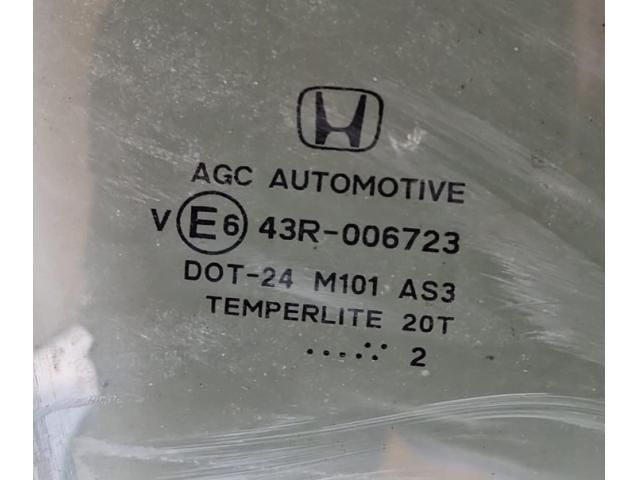 AGC AUTOMOTIVE
V E6 43R-006723
DOT-24 M101 AS3
TEMPERLITE 20T
.....:· 2